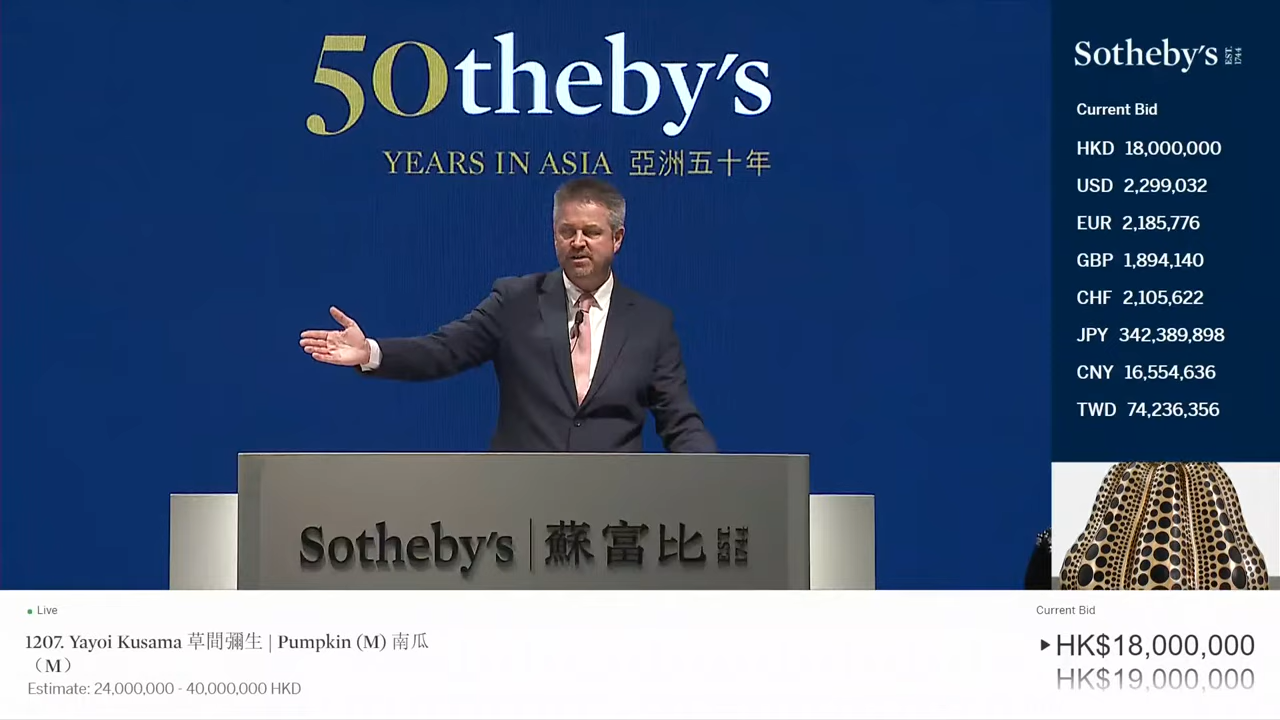 50theby's
YEARS IN ASIA 亞洲五十年
Sotheby's | 蘇富比 EST. 1744
Sotheby's EST. 1744
Current Bid
HKD 18,000,000
USD 2,299,032
EUR 2,185,776
GBP 1,894,140
CHF 2,105,622
JPY 342,389,898
CNY 16,554,636
TWD 74,236,356
Live
1207. Yayoi Kusama 草間彌生 | Pumpkin (M) 南瓜
（M）
Estimate: 24,000,000 - 40,000,000 HKD
Current Bid
HK$18,000,000
HK$19,000,000